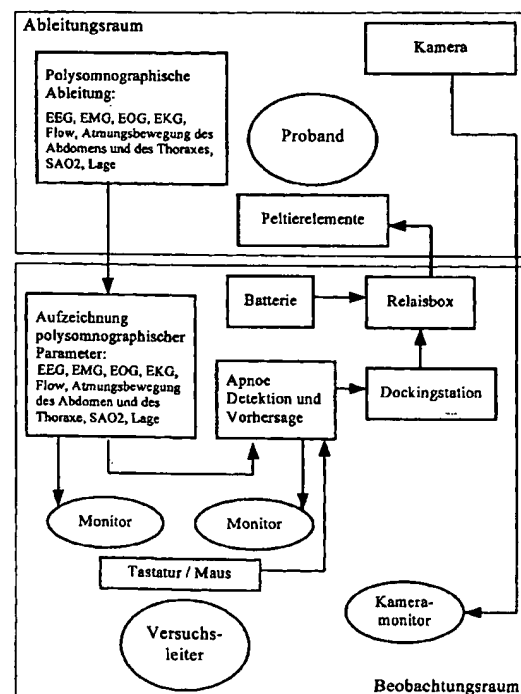 Ableitungsraum
Kamera
Polysomnographische
Ableitung:
EEG, EMG, EOG, EKG,
Flow, Atmungsbewegung des
Abdomens und des Thoraxes,
SAO2, Lage
Proband
Peltierelemente
Batterie
Relaisbox
Aufzeichnung
polysomnographischer
Parameter:
EEG, EMG, EOG, EKG,
Flow, Atmungsbewegung
des Abdomen und des
Thoraxe, SAO2, Lage
Apnoe
Detektion und
Vorhersage
Dockingstation
Monitor
Monitor
Tastatur / Maus
Versuchs-
leiter
Kamera-
monitor
Beobachtungsraum